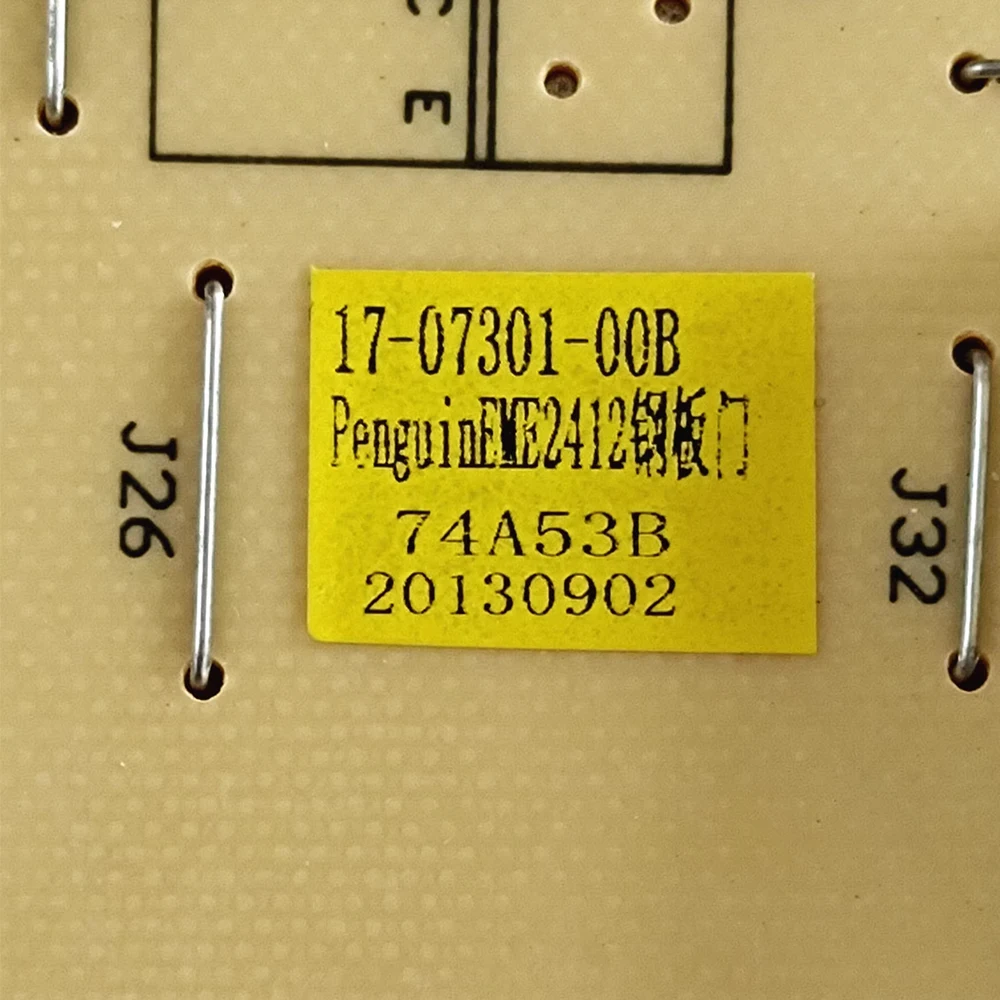 C
E
17-07301-00B
PenguinEME2412钢板门
74A53B
20130902
J26
J32